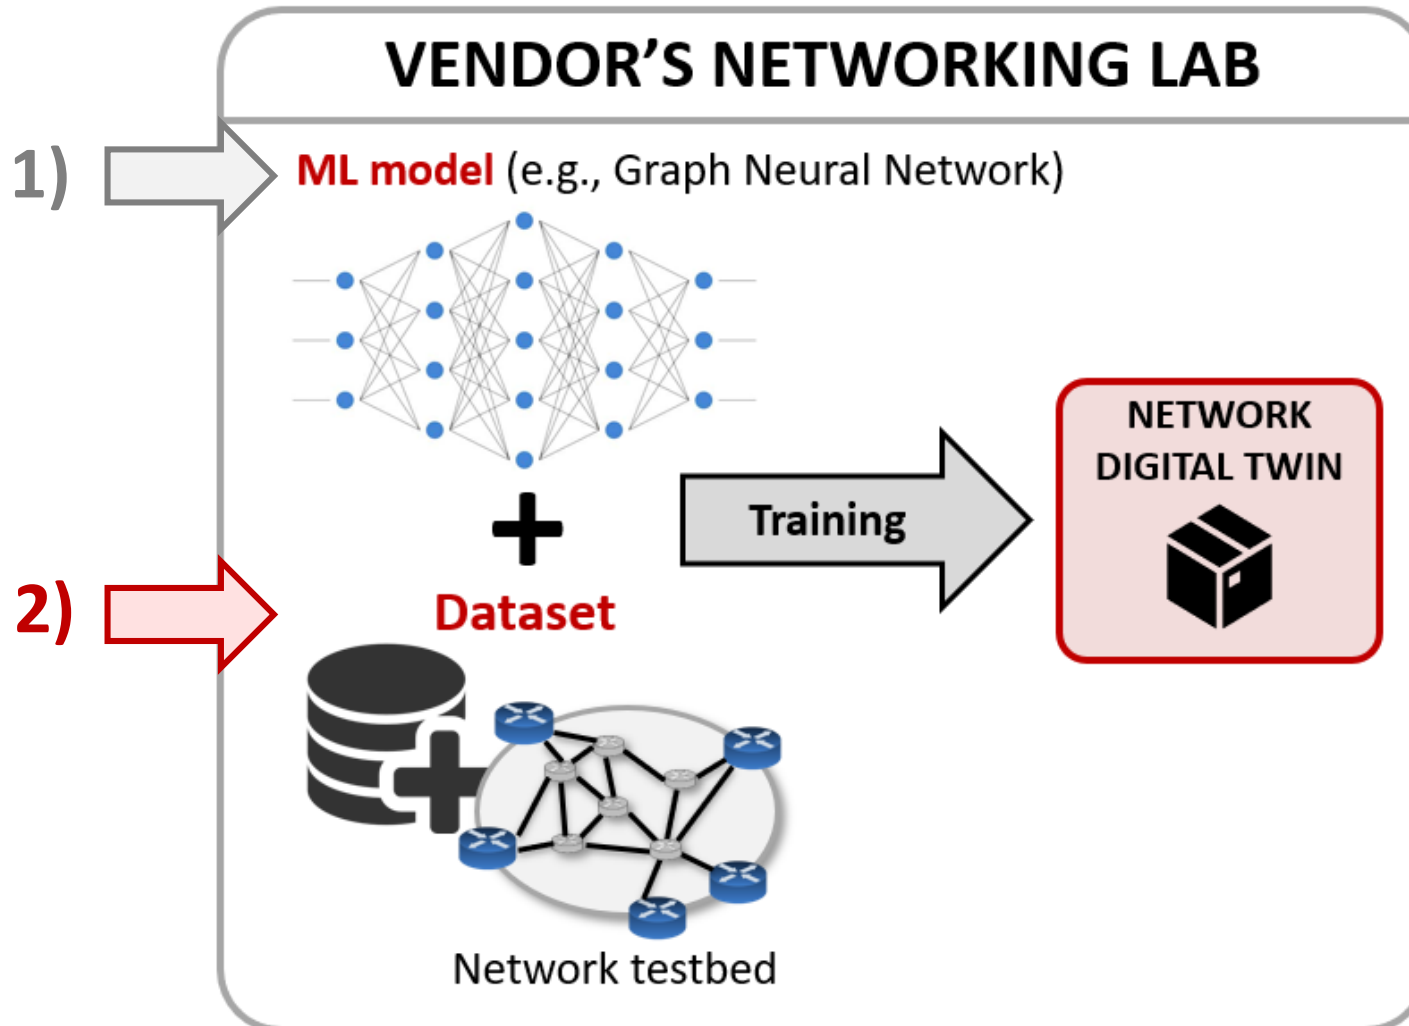 VENDOR’S NETWORKING LAB
1)
ML model (e.g., Graph Neural Network)
Training
NETWORK
DIGITAL TWIN
2)
Dataset
Network testbed